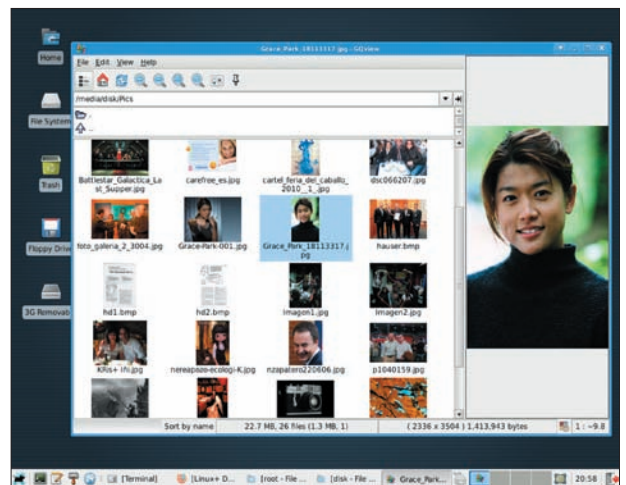 Home
File System
Trash
Floppy Drive
3G Removab
Grace_Park_18113317.jpg - GQview
File Edit View Help
/media/disk/Pics
.
..
Battlestar_Galactica_La
st_Supper.jpg
carefree_es.jpg
cartel_feria_del_caballo_
2010__1_.jpg
dsc066207.jpg
foto_galeria_2_3004.jpg
Grace-Park-001.jpg
Grace_Park_18113317.j
pg
hauser.bmp
hd1.bmp
hd2.bmp
Imagen1.jpg
Imagen2.jpg
KRis+ iñi.jpg
nereapozo-ecologi-K.jpg
nzapatero220606.jpg
p1040159.jpg
Sort by name
22.7 MB, 26 files (1.3 MB, 1)
( 2336 x 3504 ) 1,413,943 bytes
1 : ~9.8
[Terminal]
[Linux+ D...
[root - File ...
[disk - File ...
Grace_Park...
20:58